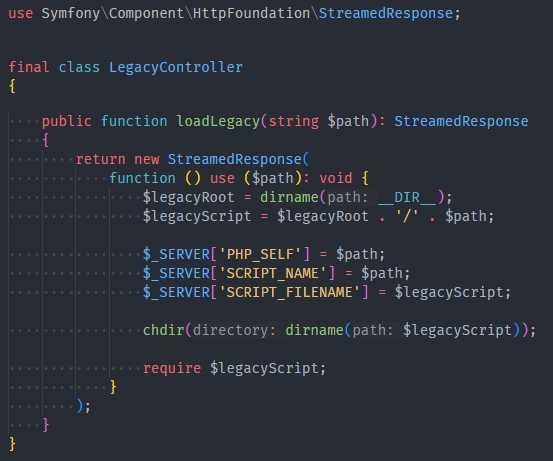 use Symfony\Component\HttpFoundation\StreamedResponse;
final class LegacyController
{
public function loadLegacy(string $path): StreamedResponse
{
return new StreamedResponse(
function () use ($path): void {
$legacyRoot = dirname(path: __DIR__);
$legacyScript = $legacyRoot . '/' . $path;
$_SERVER['PHP_SELF'] = $path;
$_SERVER['SCRIPT_NAME'] = $path;
$_SERVER['SCRIPT_FILENAME'] = $legacyScript;
chdir(directory: dirname(path: $legacyScript));
require $legacyScript;
}
);
}
}